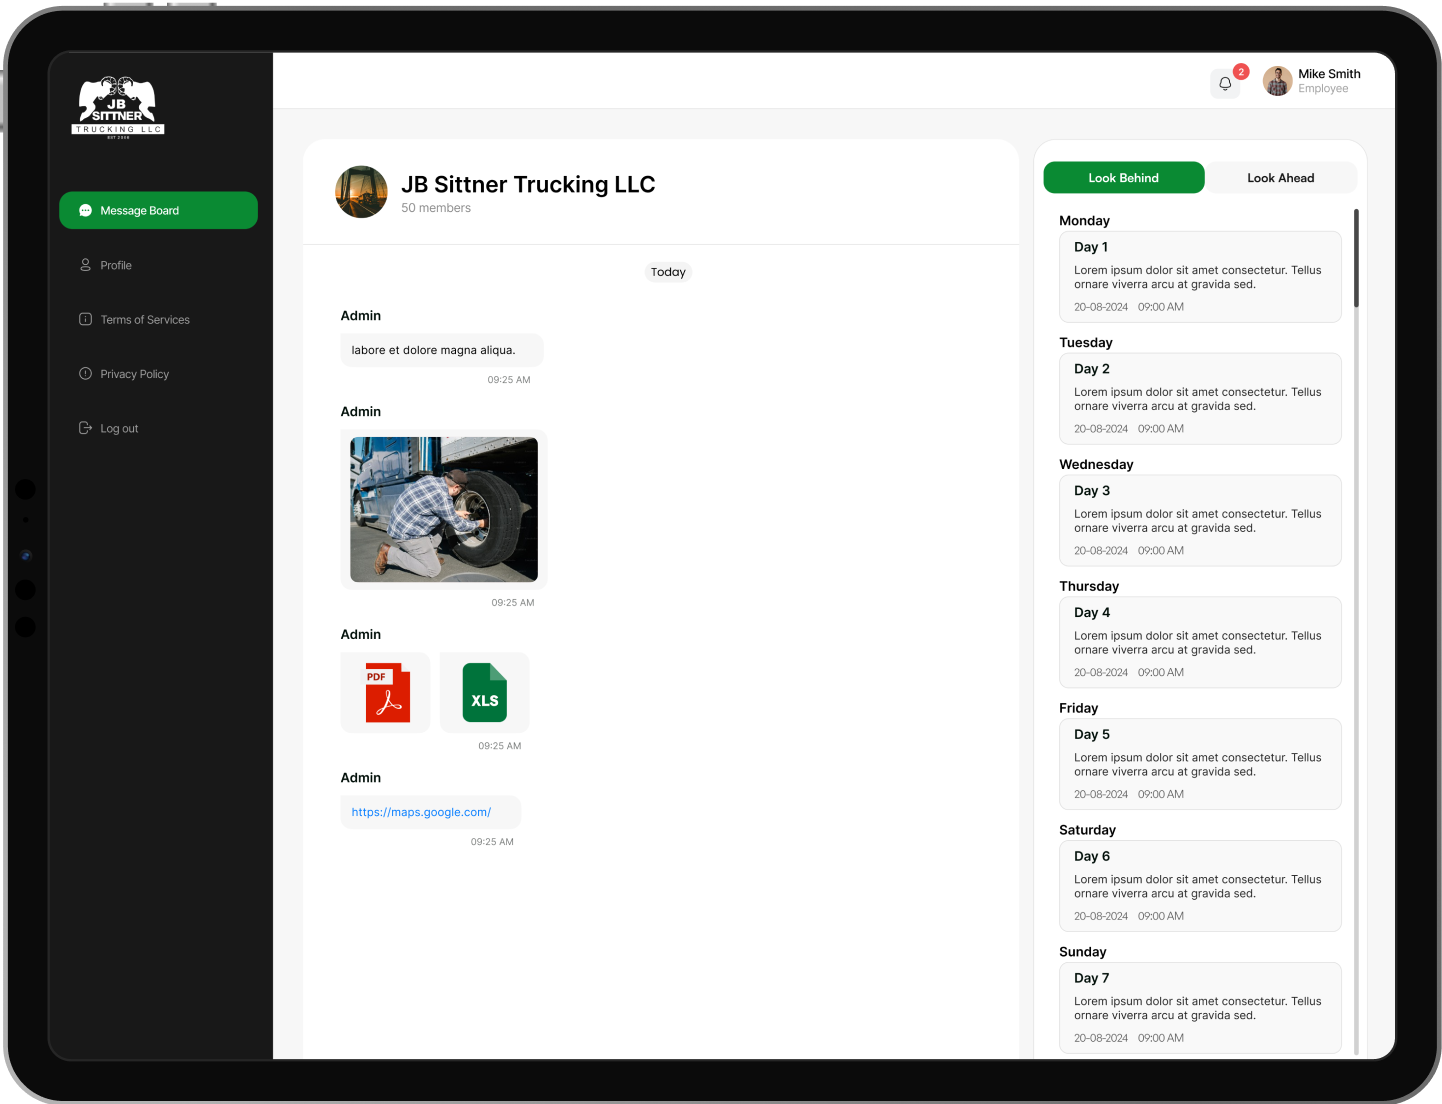 JB
SITTNER
TRUCKING LLC
Message Board
Profile
Terms of Services
Privacy Policy
Log out
2
Mike Smith
Employee
JB Sittner Trucking LLC
50 members
Today
Admin
labore et dolore magna aliqua.
09:25 AM
Admin
09:25 AM
Admin
PDF
XLS
09:25 AM
Admin
https://maps.google.com/
09:25 AM
Look Behind
Look Ahead
Monday
Day 1
Lorem ipsum dolor sit amet consectetur. Tellus
ornare viverra arcu at gravida sed.
20-08-2024 09:00 AM
Tuesday
Day 2
Lorem ipsum dolor sit amet consectetur. Tellus
ornare viverra arcu at gravida sed.
20-08-2024 09:00 AM
Wednesday
Day 3
Lorem ipsum dolor sit amet consectetur. Tellus
ornare viverra arcu at gravida sed.
20-08-2024 09:00 AM
Thursday
Day 4
Lorem ipsum dolor sit amet consectetur. Tellus
ornare viverra arcu at gravida sed.
20-08-2024 09:00 AM
Friday
Day 5
Lorem ipsum dolor sit amet consectetur. Tellus
ornare viverra arcu at gravida sed.
20-08-2024 09:00 AM
Saturday
Day 6
Lorem ipsum dolor sit amet consectetur. Tellus
ornare viverra arcu at gravida sed.
20-08-2024 09:00 AM
Sunday
Day 7
Lorem ipsum dolor sit amet consectetur. Tellus
ornare viverra arcu at gravida sed.
20-08-2024 09:00 AM